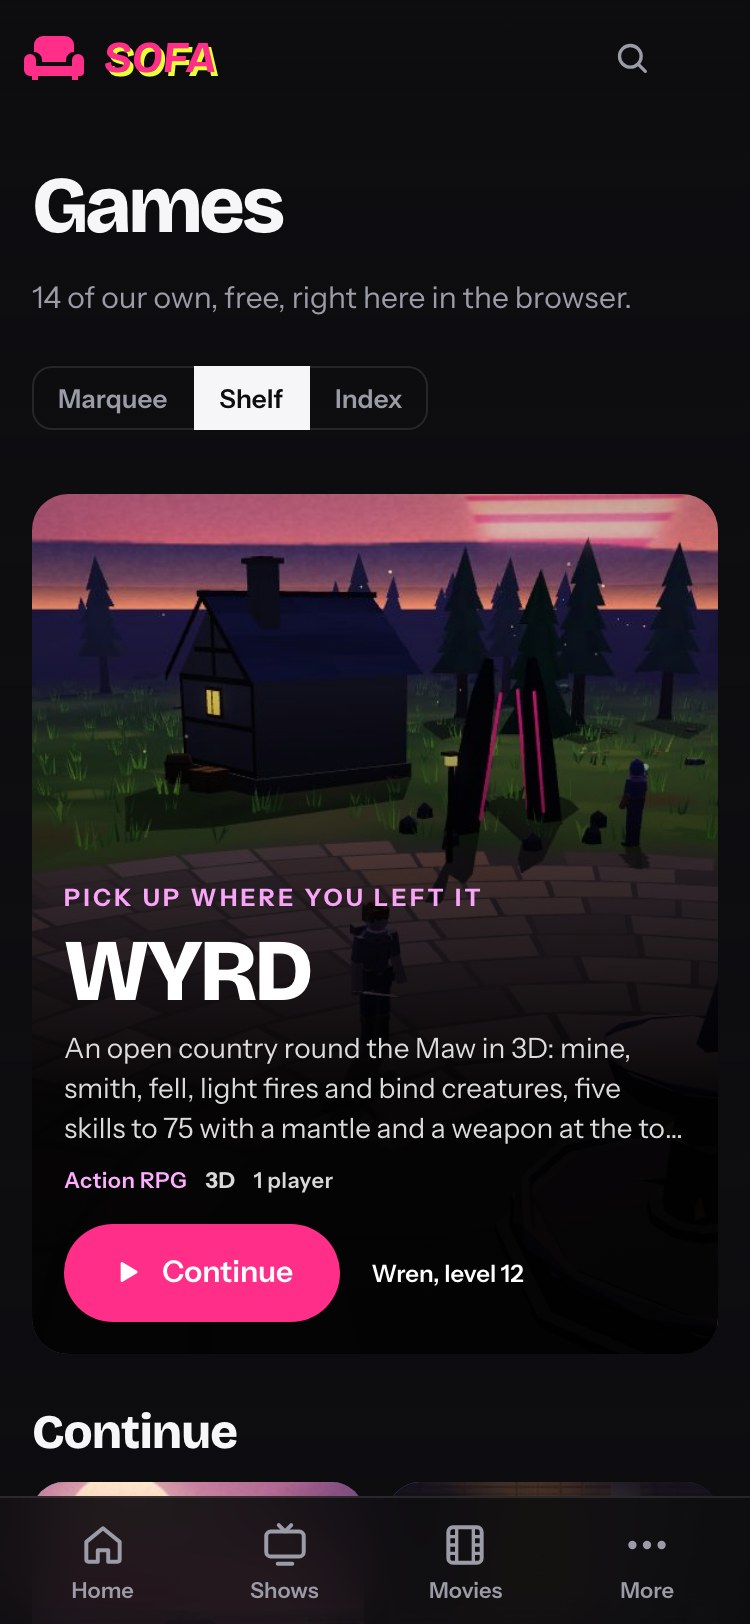 SOFA
Games
14 of our own, free, right here in the browser.
Marquee Shelf Index
PICK UP WHERE YOU LEFT IT
WYRD
An open country round the Maw in 3D: mine,
smith, fell, light fires and bind creatures, five
skills to 75 with a mantle and a weapon at the to...
Action RPG 3D 1 player
Continue Wren, level 12
Continue
Home Shows Movies More